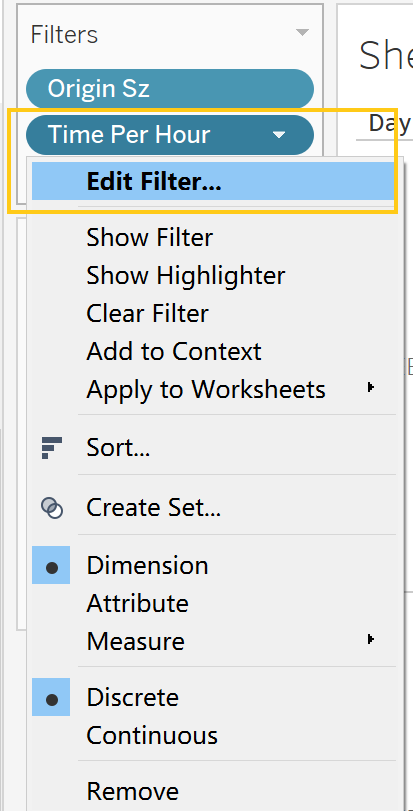 Filters
Origin Sz
Time Per Hour
Day
Edit Filter...
Show Filter
Show Highlighter
Clear Filter
Add to Context
Apply to Worksheets
Sort...
Create Set...
Dimension
Attribute
Measure
Discrete
Continuous
Remove